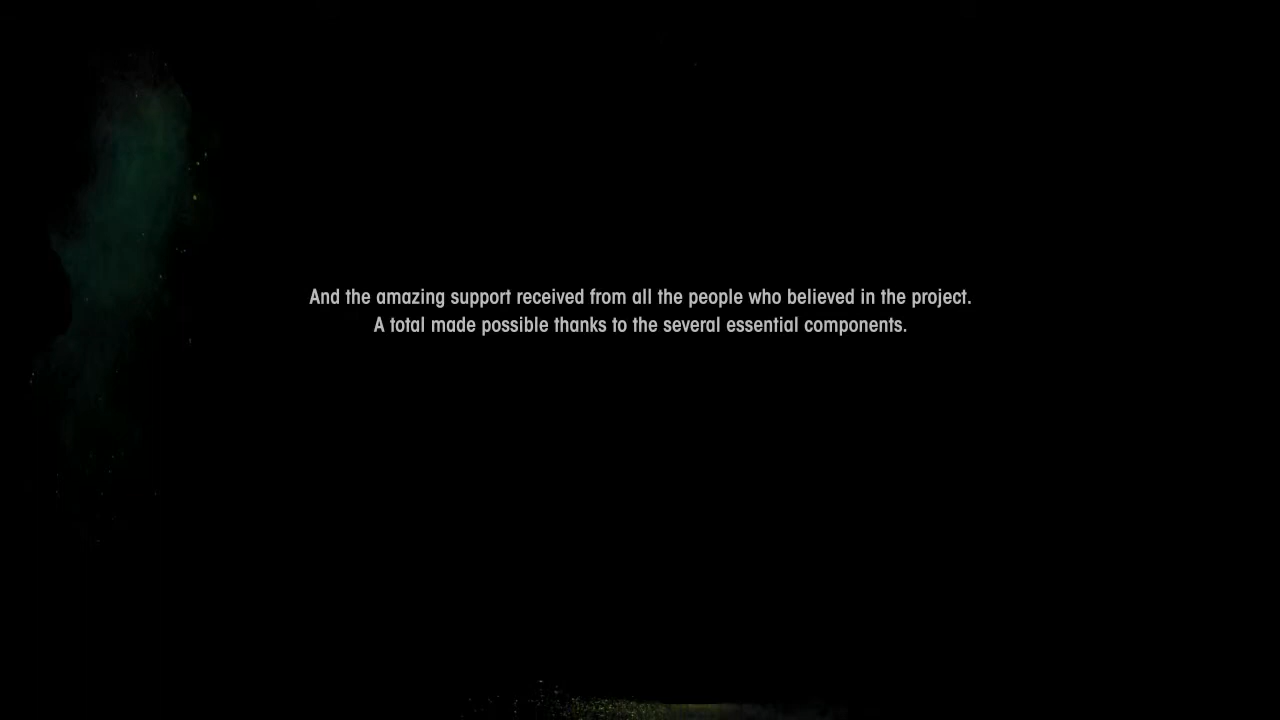 And the amazing support received from all the people who believed in the project.
A total made possible thanks to the several essential components.